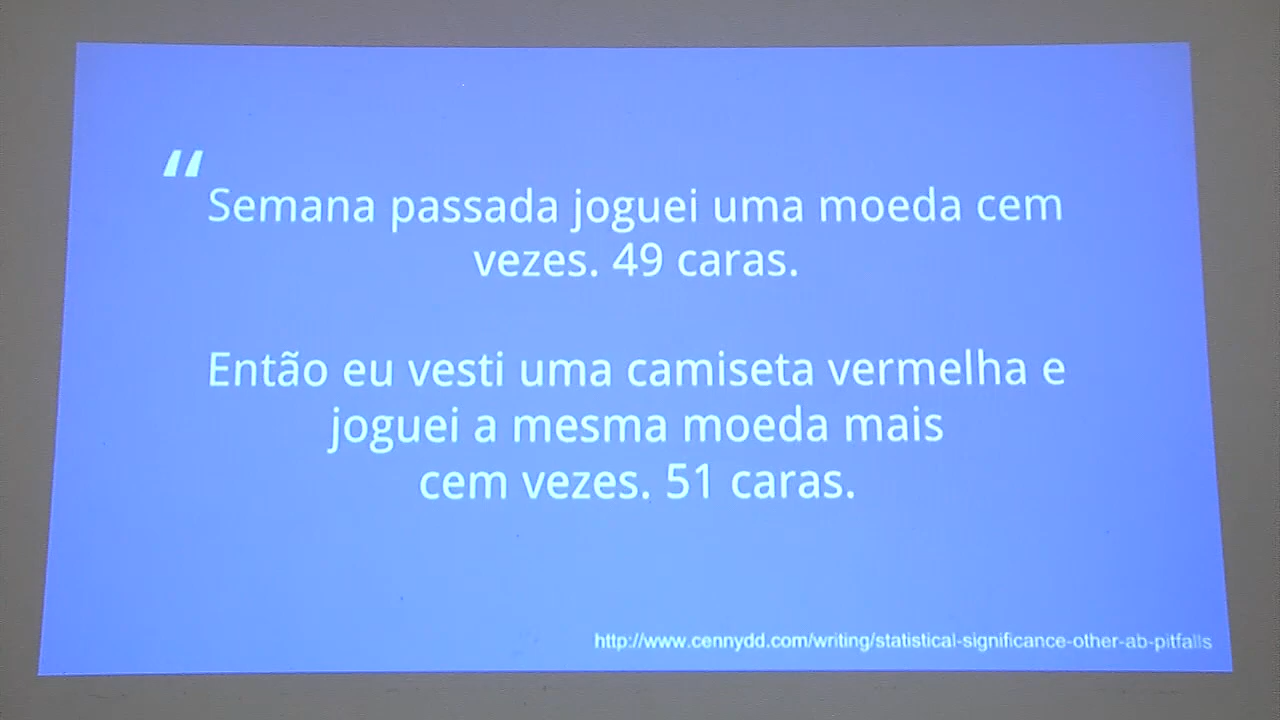 “
Semana passada joguei uma moeda cem
vezes. 49 caras.
Então eu vesti uma camiseta vermelha e
joguei a mesma moeda mais
cem vezes. 51 caras.
http://www.cennydd.com/writing/statistical-significance-other-ab-pitfalls